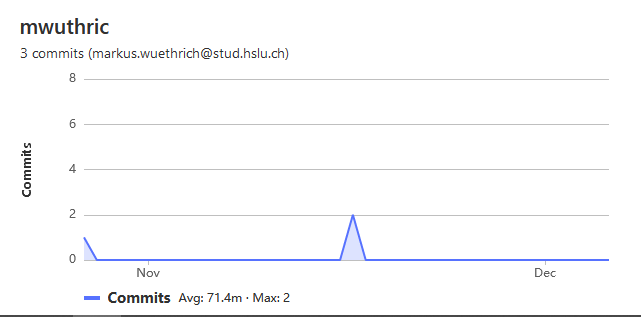 mwuthric
3 commits (markus.wuethrich@stud.hslu.ch)
8
6
4
2
0
Commits
Nov Dec
Commits Avg: 71.4m · Max: 2